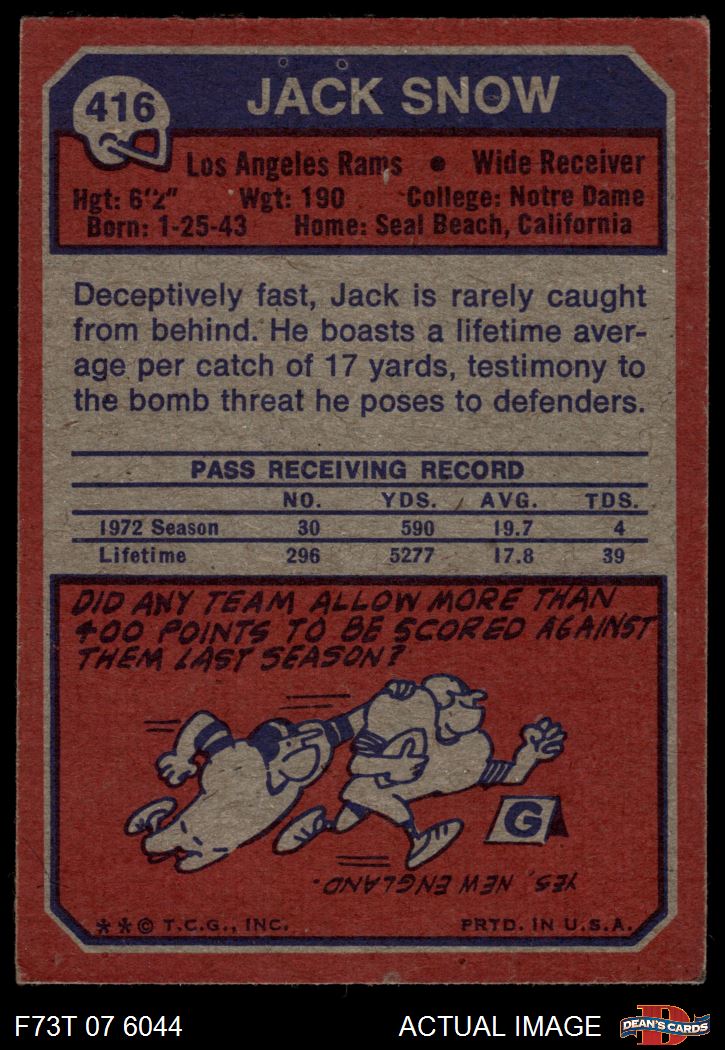 416
JACK SNOW
Los Angeles Rams • Wide Receiver
Hgt: 6'2" Wgt: 190 College: Notre Dame
Born: 1-25-43 Home: Seal Beach, California
Deceptively fast, Jack is rarely caught
from behind. He boasts a lifetime aver-
age per catch of 17 yards, testimony to
the bomb threat he poses to defenders.
PASS RECEIVING RECORD
NO. YDS. AVG. TDS.
1972 Season 30 590 19.7 4
Lifetime 296 5277 17.8 39
DID ANY TEAM ALLOW MORE THAN
400 POINTS TO BE SCORED AGAINST
THEM LAST SEASON?
G
YES, NEW ENGLAND.
**© T.C.G., INC. PRTD. IN U.S.A.
F73T 07 6044 ACTUAL IMAGE
D
DEAN'S CARDS